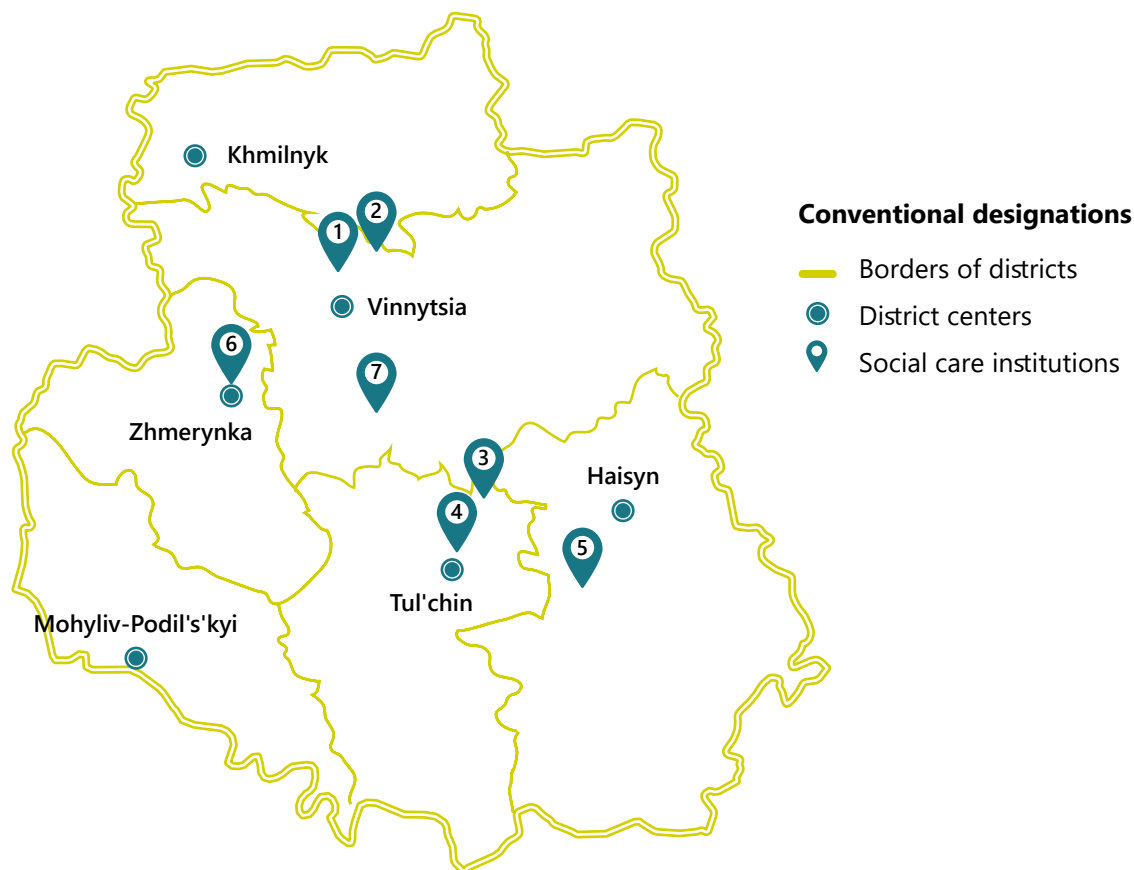 Khmilnyk
2
1
Vinnytsia
6
7
Zhmerynka
3
Haisyn
4
5
Tul'chin
Mohyliv-Podil's'kyi
Conventional designations
Borders of districts
District centers
Social care institutions